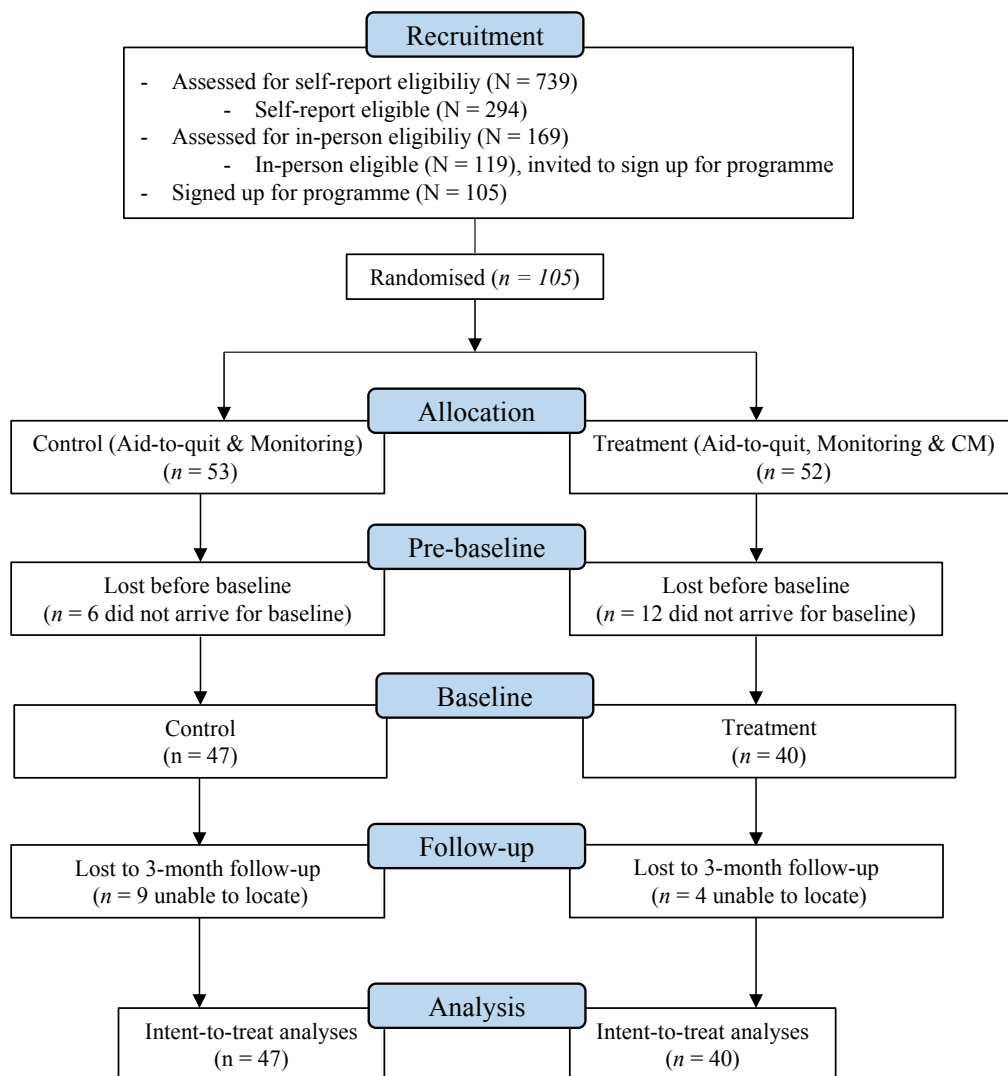 Recruitment
- Assessed for self-report eligibiliy (N = 739)
- Self-report eligible (N = 294)
- Assessed for in-person eligibiliy (N = 169)
- In-person eligible (N = 119), invited to sign up for programme
- Signed up for programme (N = 105)
Randomised (n = 105)
Allocation
Control (Aid-to-quit & Monitoring)
(n = 53)
Treatment (Aid-to-quit, Monitoring & CM)
(n = 52)
Pre-baseline
Lost before baseline
(n = 6 did not arrive for baseline)
Lost before baseline
(n = 12 did not arrive for baseline)
Baseline
Control
(n = 47)
Treatment
(n = 40)
Follow-up
Lost to 3-month follow-up
(n = 9 unable to locate)
Lost to 3-month follow-up
(n = 4 unable to locate)
Analysis
Intent-to-treat analyses
(n = 47)
Intent-to-treat analyses
(n = 40)